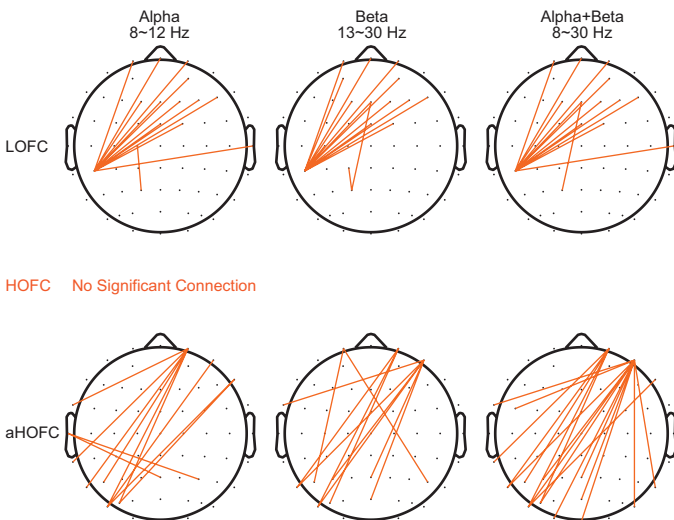 Alpha
8~12 Hz
Beta
13~30 Hz
Alpha+Beta
8~30 Hz
LOFC
HOFC No Significant Connection
aHOFC